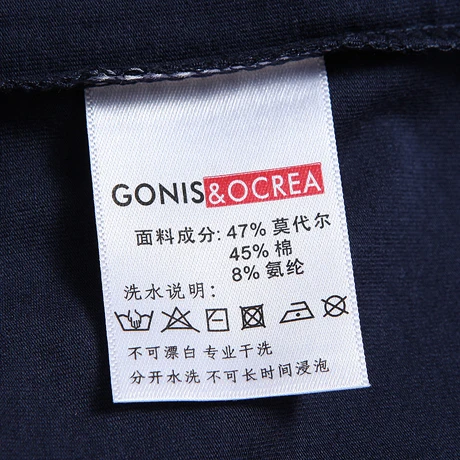 GONIS&OCREA
面料成分: 47% 莫代尔
45% 棉
8% 氨纶
洗水说明:
不可漂白 专业干洗
分开水洗 不可长时间浸泡